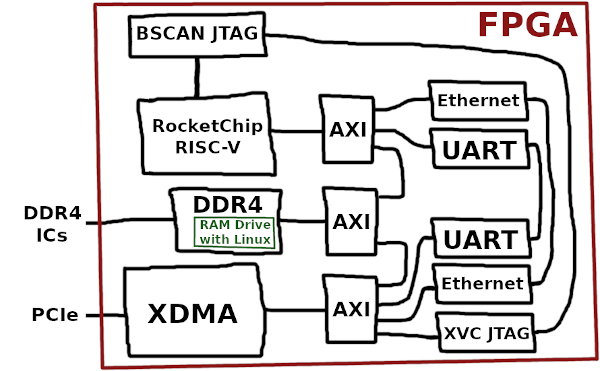 FPGA
BSCAN JTAG
Ethernet
RocketChip
RISC-V
AXI
UART
DDR4
ICs
DDR4
RAM Drive
with Linux
AXI
UART
Ethernet
PCIe
XDMA
AXI
XVC JTAG